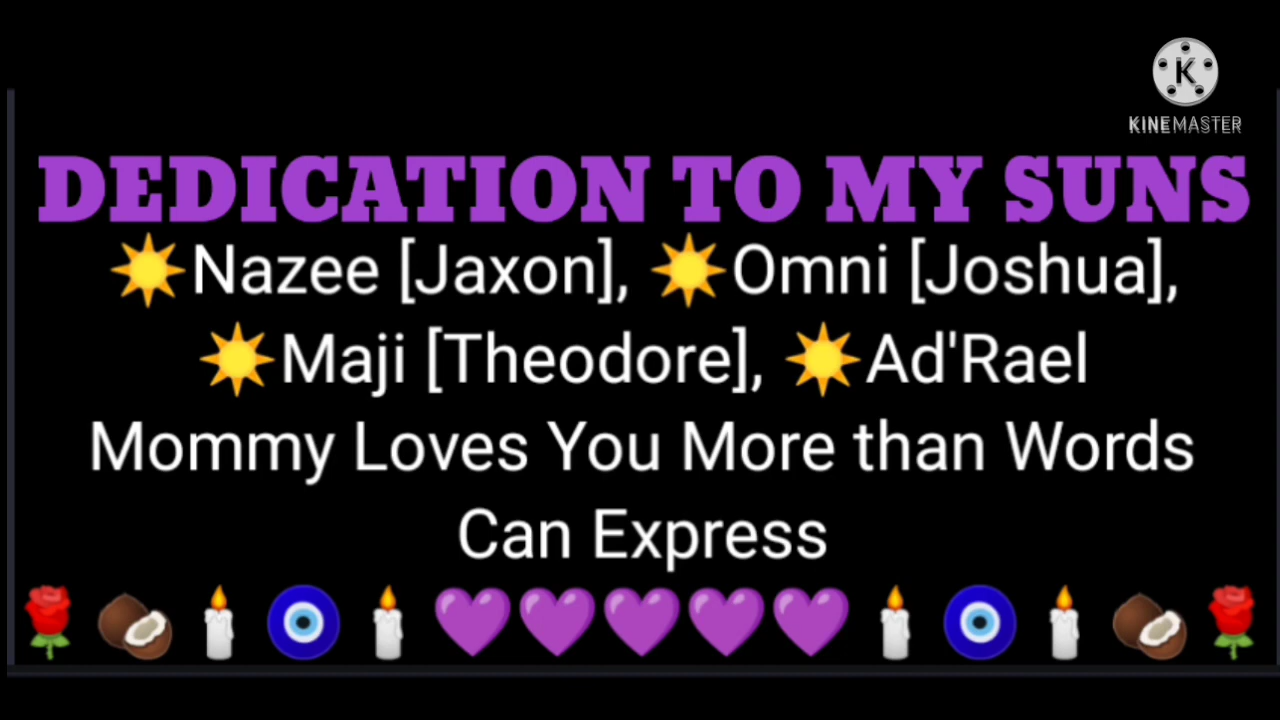 K
KINEMASTER
DEDICATION TO MY SUNS
☀️Nazee [Jaxon], ☀️Omni [Joshua],
☀️Maji [Theodore], ☀️Ad'Rael
Mommy Loves You More than Words
Can Express
🌹🥥🕯️🧿🕯️💜💜💜💜💜🕯️🧿🕯️🥥🌹